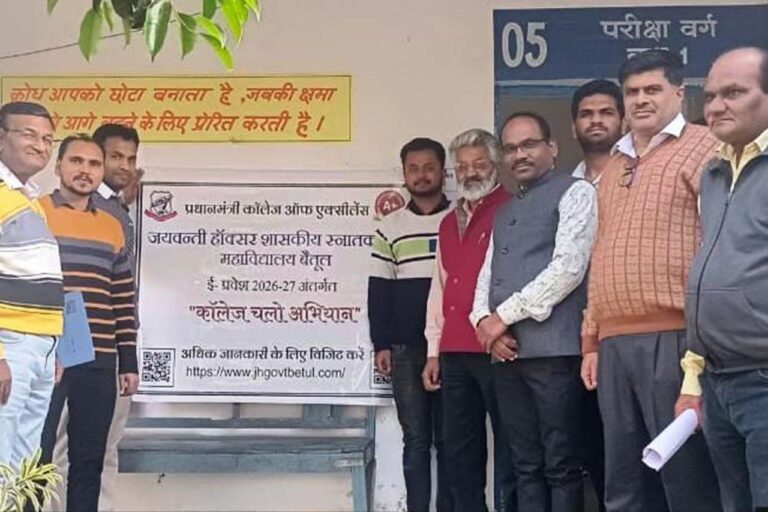 05
परीक्षा वर्ग
1
क्रोध आपको छोटा बनाता है ,जबकी क्षमा
आगे बढ़ने के लिए प्रेरित करती है ।
प्रधानमंत्री कॉलेज ऑफ एक्सीलेंस
A+
जयवन्ती हॉक्सर शासकीय स्नातक
महाविद्यालय बैतूल
ई- प्रवेश 2026-27 अंतर्गत
"कॉलेज चलो अभियान"
अधिक जानकारी के लिए विजिट करें
https://www.jhgovtbetul.com/